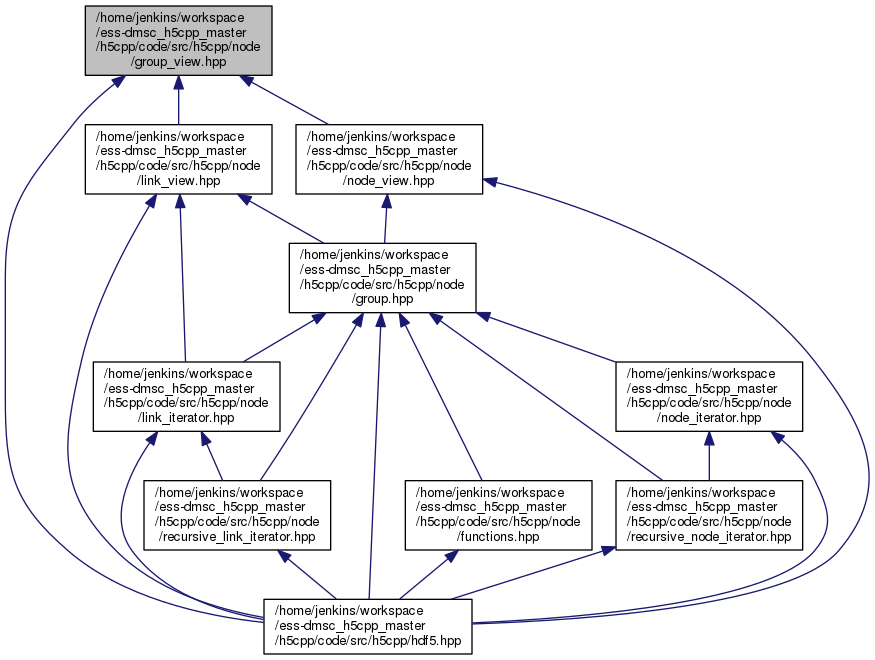 /home/jenkins/workspace
/ess-dmsc_h5cpp_master
/h5cpp/code/src/h5cpp/node
/group_view.hpp
/home/jenkins/workspace
/ess-dmsc_h5cpp_master
/h5cpp/code/src/h5cpp/node
/link_view.hpp
/home/jenkins/workspace
/ess-dmsc_h5cpp_master
/h5cpp/code/src/h5cpp/node
/node_view.hpp
/home/jenkins/workspace
/ess-dmsc_h5cpp_master
/h5cpp/code/src/h5cpp/node
/group.hpp
/home/jenkins/workspace
/ess-dmsc_h5cpp_master
/h5cpp/code/src/h5cpp/node
/link_iterator.hpp
/home/jenkins/workspace
/ess-dmsc_h5cpp_master
/h5cpp/code/src/h5cpp/node
/node_iterator.hpp
/home/jenkins/workspace
/ess-dmsc_h5cpp_master
/h5cpp/code/src/h5cpp/node
/recursive_link_iterator.hpp
/home/jenkins/workspace
/ess-dmsc_h5cpp_master
/h5cpp/code/src/h5cpp/node
/functions.hpp
/home/jenkins/workspace
/ess-dmsc_h5cpp_master
/h5cpp/code/src/h5cpp/node
/recursive_node_iterator.hpp
/home/jenkins/workspace
/ess-dmsc_h5cpp_master
/h5cpp/code/src/h5cpp/hdf5.hpp